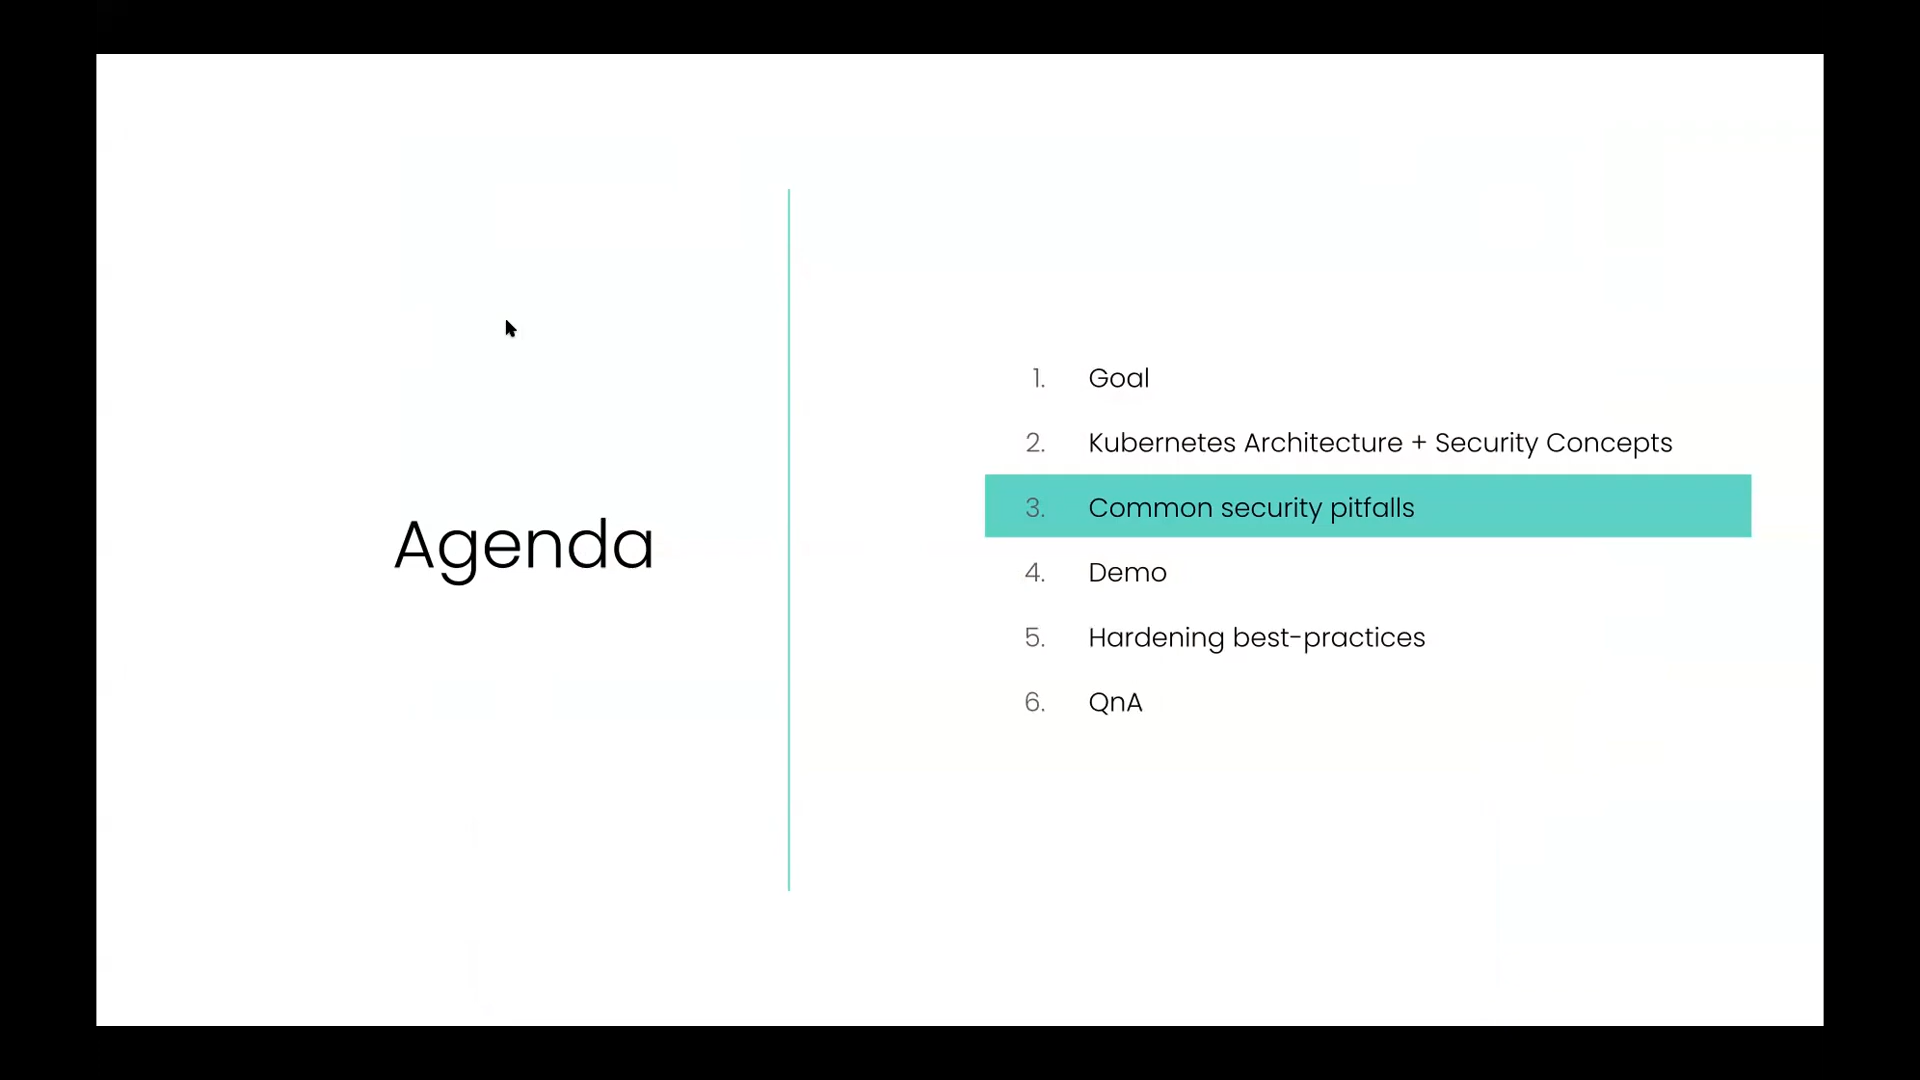 Agenda
1. Goal
2. Kubernetes Architecture + Security Concepts
3. Common security pitfalls
4. Demo
5. Hardening best-practices
6. QnA